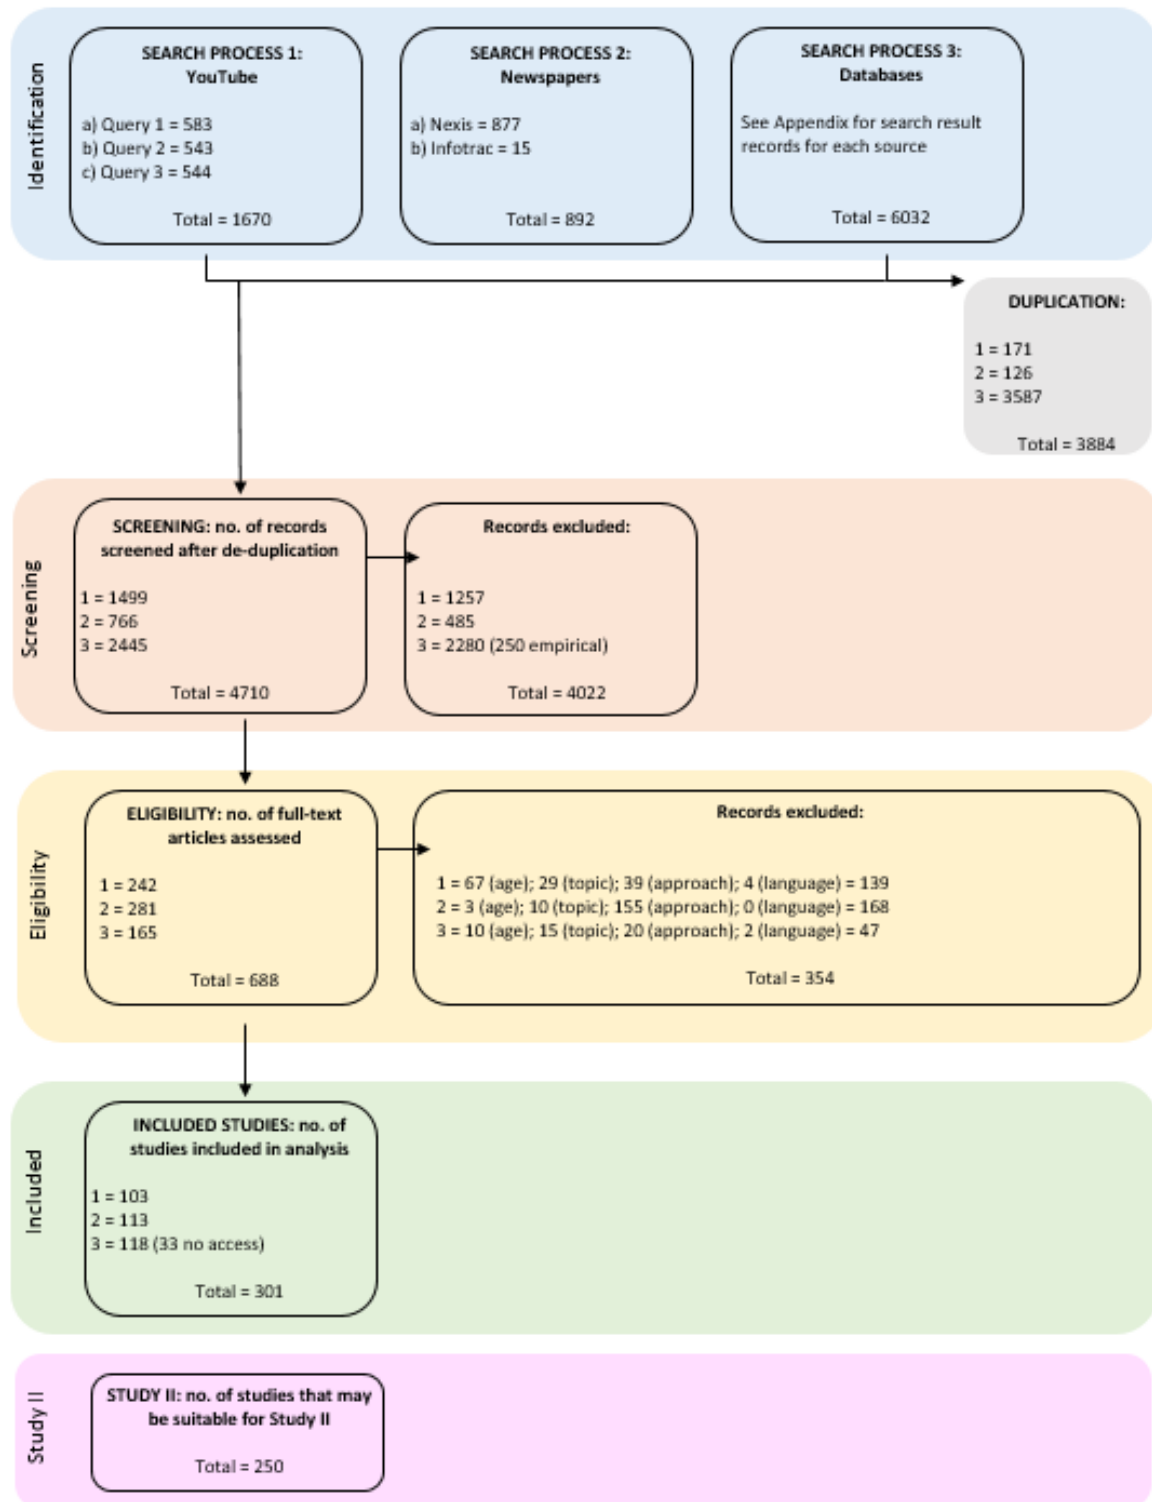 Identification
SEARCH PROCESS 1:
YouTube
a) Query 1 = 583
b) Query 2 = 543
c) Query 3 = 544
Total = 1670
SEARCH PROCESS 2:
Newspapers
a) Nexis = 877
b) Infotrac = 15
Total = 892
SEARCH PROCESS 3:
Databases
See Appendix for search result
records for each source
Total = 6032
DUPLICATION:
1 = 171
2 = 126
3 = 3587
Total = 3884
Screening
SCREENING: no. of records
screened after de-duplication
1 = 1499
2 = 766
3 = 2445
Total = 4710
Records excluded:
1 = 1257
2 = 485
3 = 2280 (250 empirical)
Total = 4022
Eligibility
ELIGIBILITY: no. of full-text
articles assessed
1 = 242
2 = 281
3 = 165
Total = 688
Records excluded:
1 = 67 (age); 29 (topic); 39 (approach); 4 (language) = 139
2 = 3 (age); 10 (topic); 155 (approach); 0 (language) = 168
3 = 10 (age); 15 (topic); 20 (approach); 2 (language) = 47
Total = 354
Included
INCLUDED STUDIES: no. of
studies included in analysis
1 = 103
2 = 113
3 = 118 (33 no access)
Total = 301
Study II
STUDY II: no. of studies that may
be suitable for Study II
Total = 250